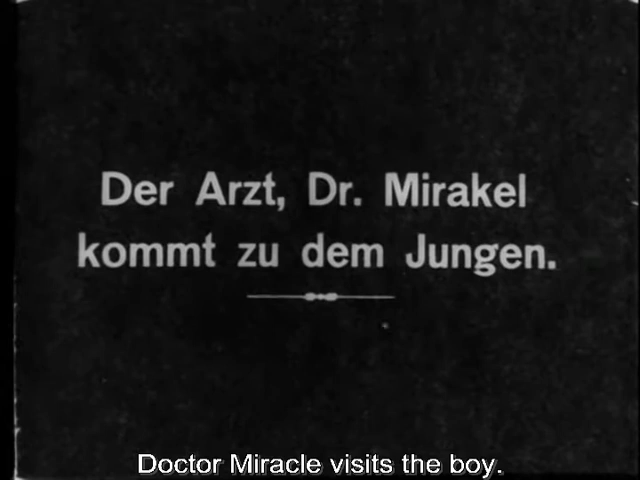 Der Arzt, Dr. Mirakel
kommt zu dem Jungen.
Doctor Miracle visits the boy.